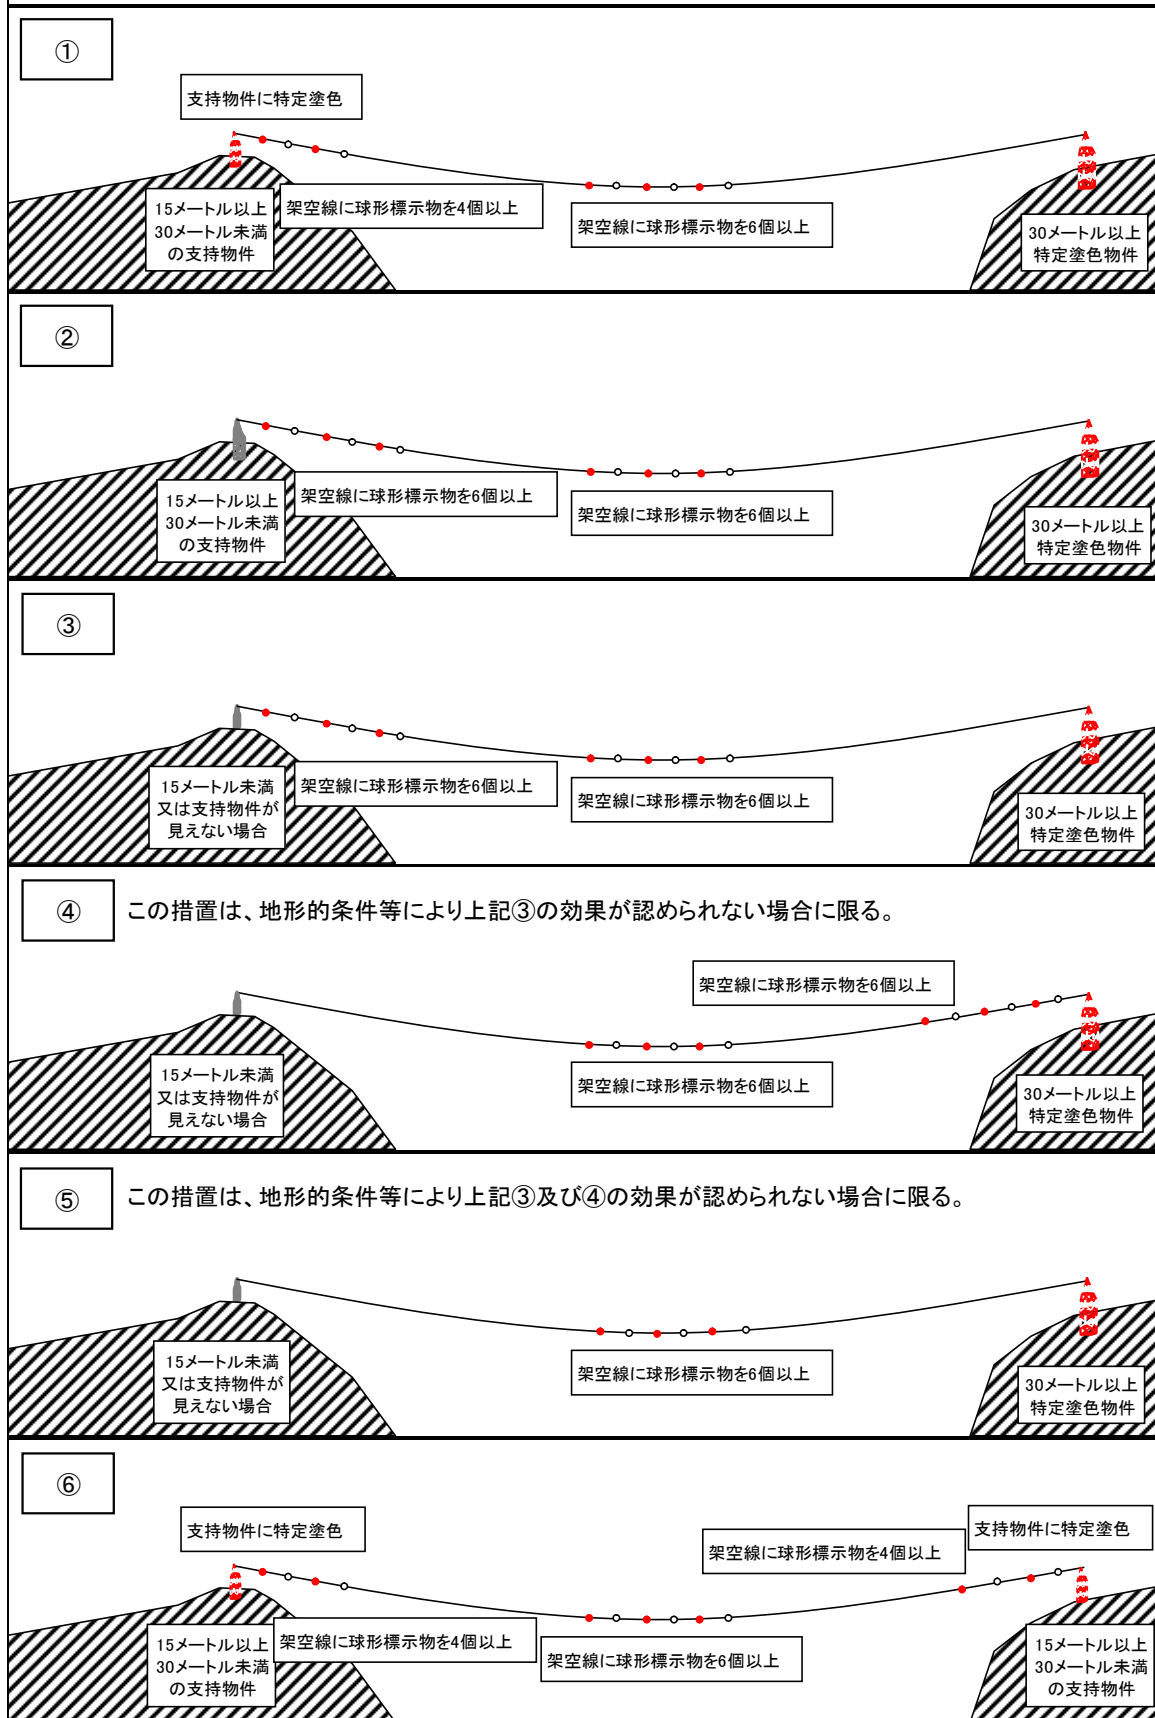 ①
支持物件に特定塗色
15メートル以上
30メートル未満
の支持物件
架空線に球形標示物を4個以上
架空線に球形標示物を6個以上
30メートル以上
特定塗色物件
②
15メートル以上
30メートル未満
の支持物件
架空線に球形標示物を6個以上
架空線に球形標示物を6個以上
30メートル以上
特定塗色物件
③
15メートル未満
又は支持物件が
見えない場合
架空線に球形標示物を6個以上
架空線に球形標示物を6個以上
30メートル以上
特定塗色物件
④
この措置は、地形的条件等により上記③の効果が認められない場合に限る。
架空線に球形標示物を6個以上
15メートル未満
又は支持物件が
見えない場合
架空線に球形標示物を6個以上
30メートル以上
特定塗色物件
⑤
この措置は、地形的条件等により上記③及び④の効果が認められない場合に限る。
15メートル未満
又は支持物件が
見えない場合
架空線に球形標示物を6個以上
30メートル以上
特定塗色物件
⑥
支持物件に特定塗色
架空線に球形標示物を4個以上
支持物件に特定塗色
15メートル以上
30メートル未満
の支持物件
架空線に球形標示物を4個以上
架空線に球形標示物を6個以上
15メートル以上
30メートル未満
の支持物件